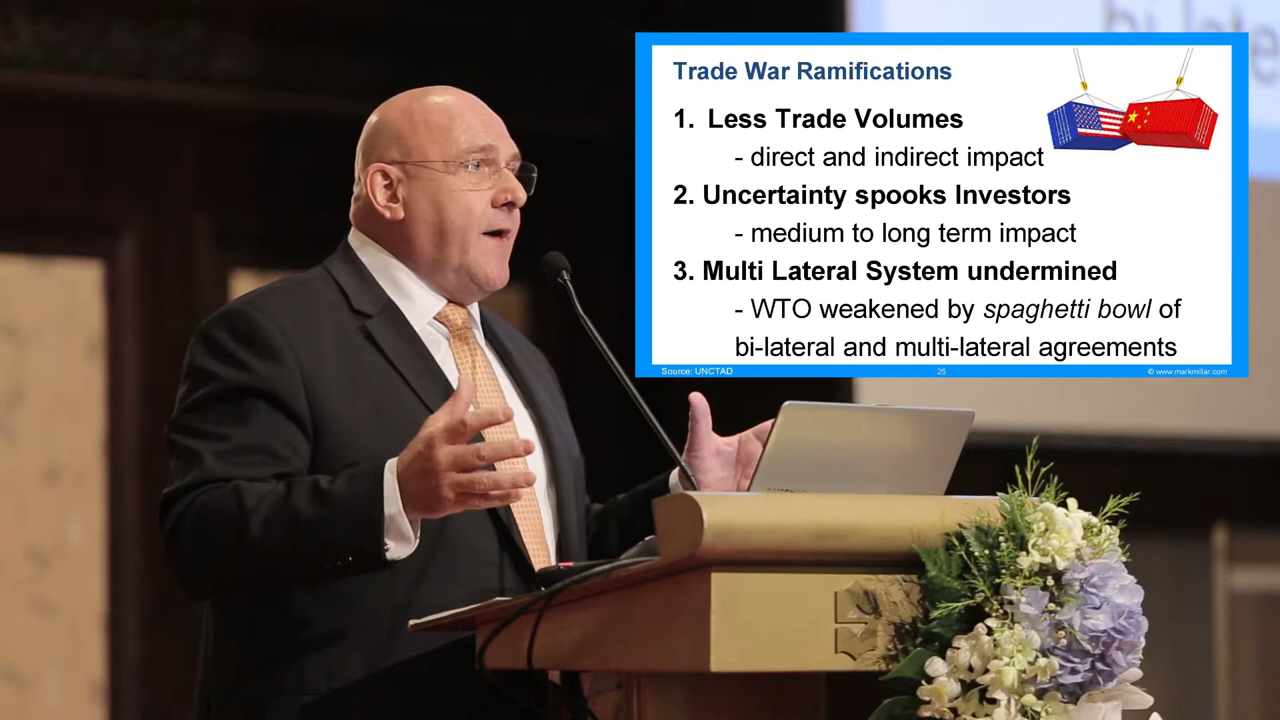 Trade War Ramifications
1. Less Trade Volumes
- direct and indirect impact
2. Uncertainty spooks Investors
- medium to long term impact
3. Multi Lateral System undermined
- WTO weakened by spaghetti bowl of
bi-lateral and multi-lateral agreements
Source: UNCTAD
25
© www.markmillar.com